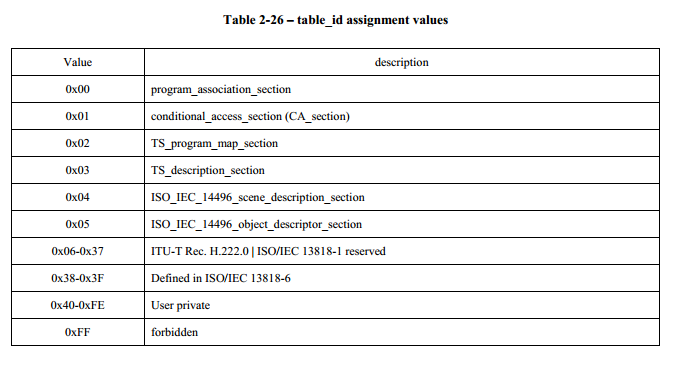 Table 2-26 – table_id assignment values
Value description
0x00 program_association_section
0x01 conditional_access_section (CA_section)
0x02 TS_program_map_section
0x03 TS_description_section
0x04 ISO_IEC_14496_scene_description_section
0x05 ISO_IEC_14496_object_descriptor_section
0x06-0x37 ITU-T Rec. H.222.0 | ISO/IEC 13818-1 reserved
0x38-0x3F Defined in ISO/IEC 13818-6
0x40-0xFE User private
0xFF forbidden